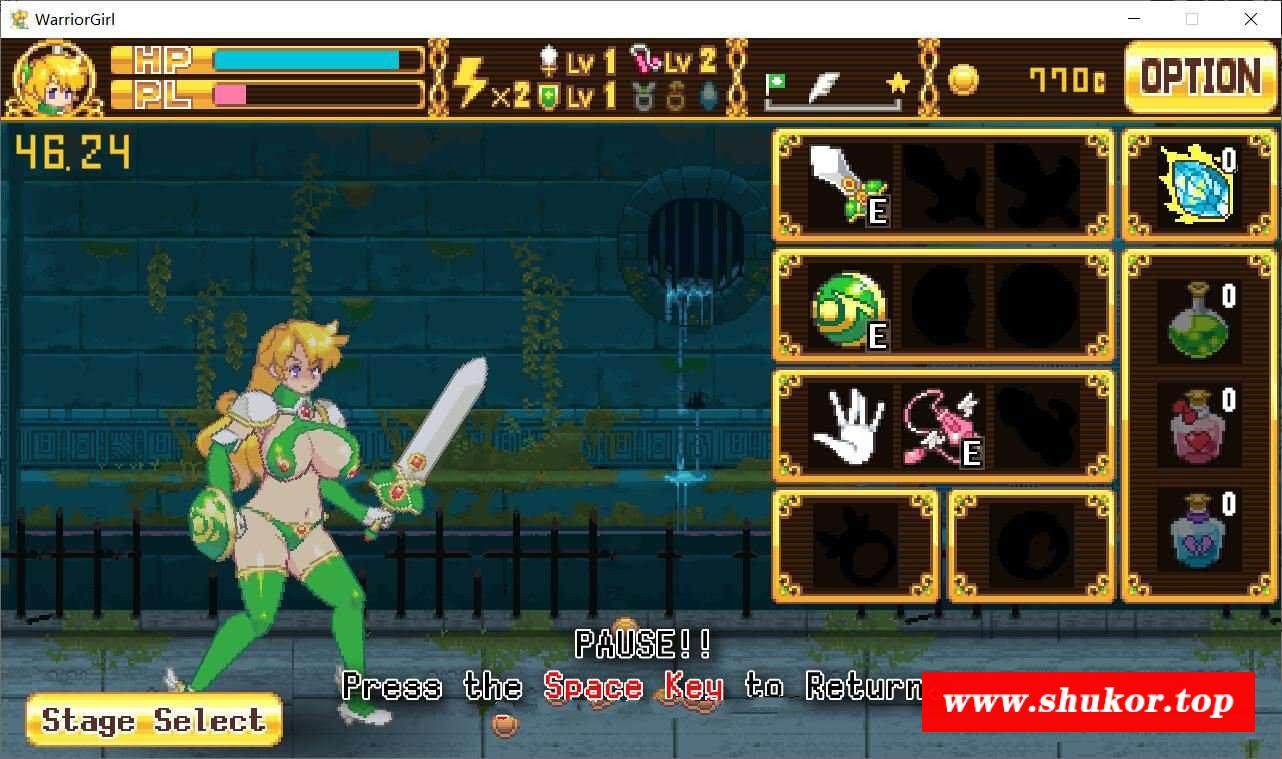 WarriorGirl
HP
PL
×2
Lv 1
Lv 2
Lv 1
770c
OPTION
46.24
0
E
0
E
0
E
0
PAUSE!!
Press the Space Key to Return
Stage Select
www.shukor.top